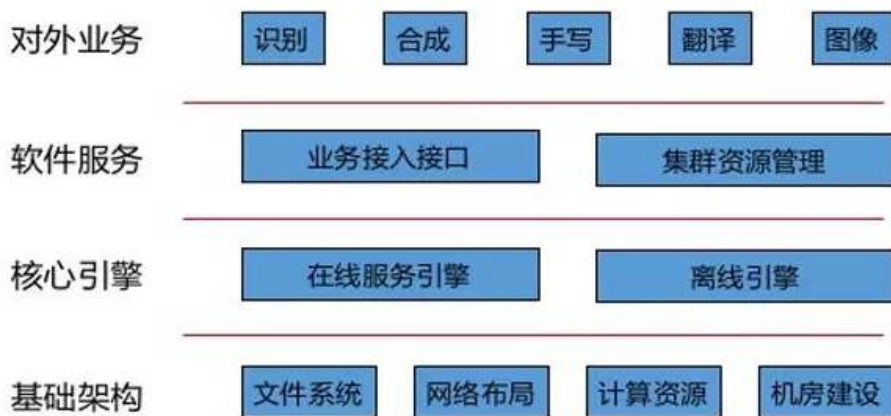 对外业务 识别 合成 手写 翻译 图像
软件服务 业务接入接口 集群资源管理
核心引擎 在线服务引擎 离线引擎
基础架构 文件系统 网络布局 计算资源 机房建设